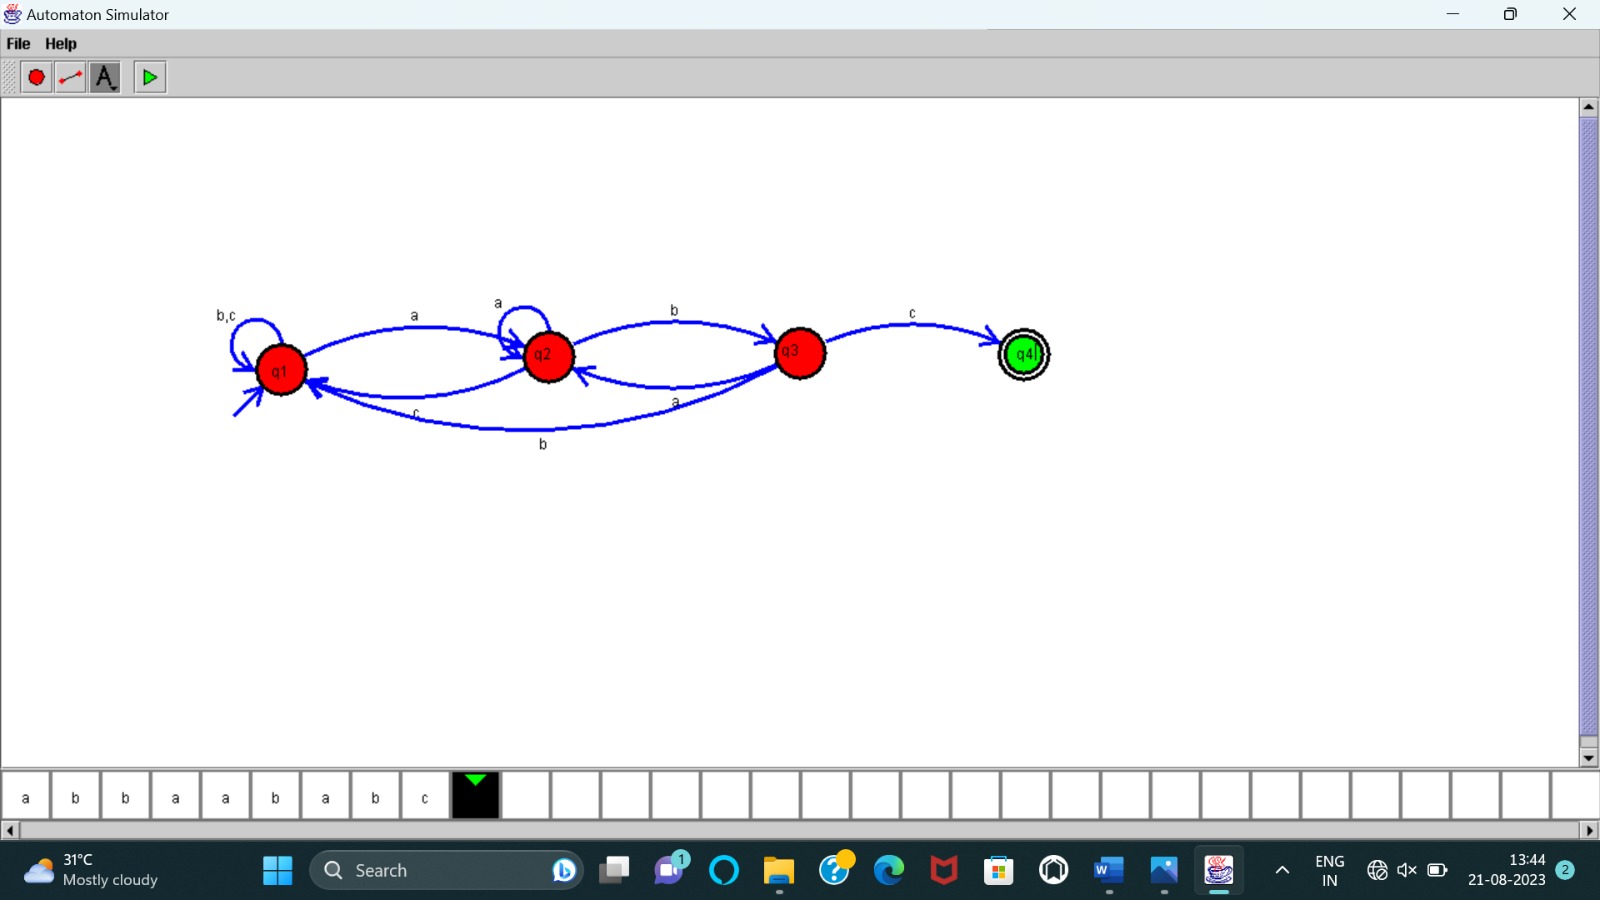 Automaton Simulator
File Help
A
b,c
a
a
b
c
q1
q2
q3
q4
c
a
b
a b b a a b a b c
31°C
Mostly cloudy
Search
1
W
ENG
IN
13:44
21-08-2023
2